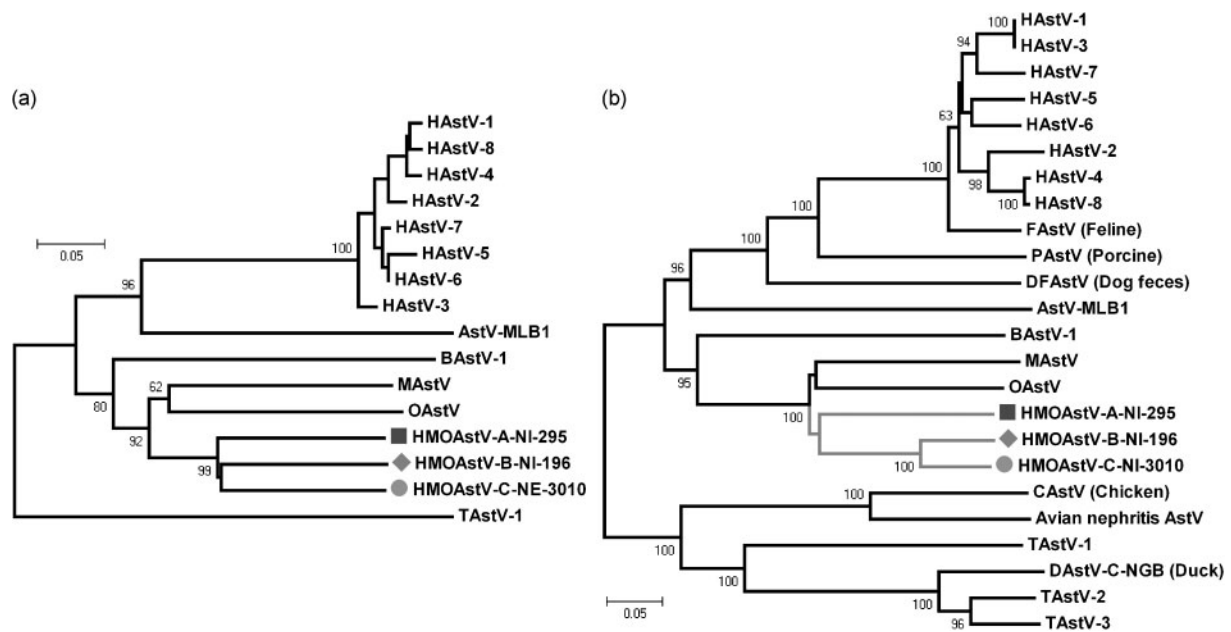 (a)
HAstV-1
HAstV-8
HAstV-4
HAstV-2
HAstV-7
HAstV-5
HAstV-6
HAstV-3
AstV-MLB1
BAstV-1
MAstV
OAstV
HMOAstV-A-NI-295
HMOAstV-B-NI-196
HMOAstV-C-NE-3010
TAstV-1
100
96
80
62
92
99
0.05
(b)
HAstV-1
HAstV-3
HAstV-7
HAstV-5
HAstV-6
HAstV-2
HAstV-4
HAstV-8
FAstV (Feline)
PAstV (Porcine)
DFAstV (Dog feces)
AstV-MLB1
BAstV-1
MAstV
OAstV
HMOAstV-A-NI-295
HMOAstV-B-NI-196
HMOAstV-C-NI-3010
CAstV (Chicken)
Avian nephritis AstV
TAstV-1
DAstV-C-NGB (Duck)
TAstV-2
TAstV-3
100
94
63
100
98
100
100
100
96
95
100
100
100
100
100
100
96
0.05